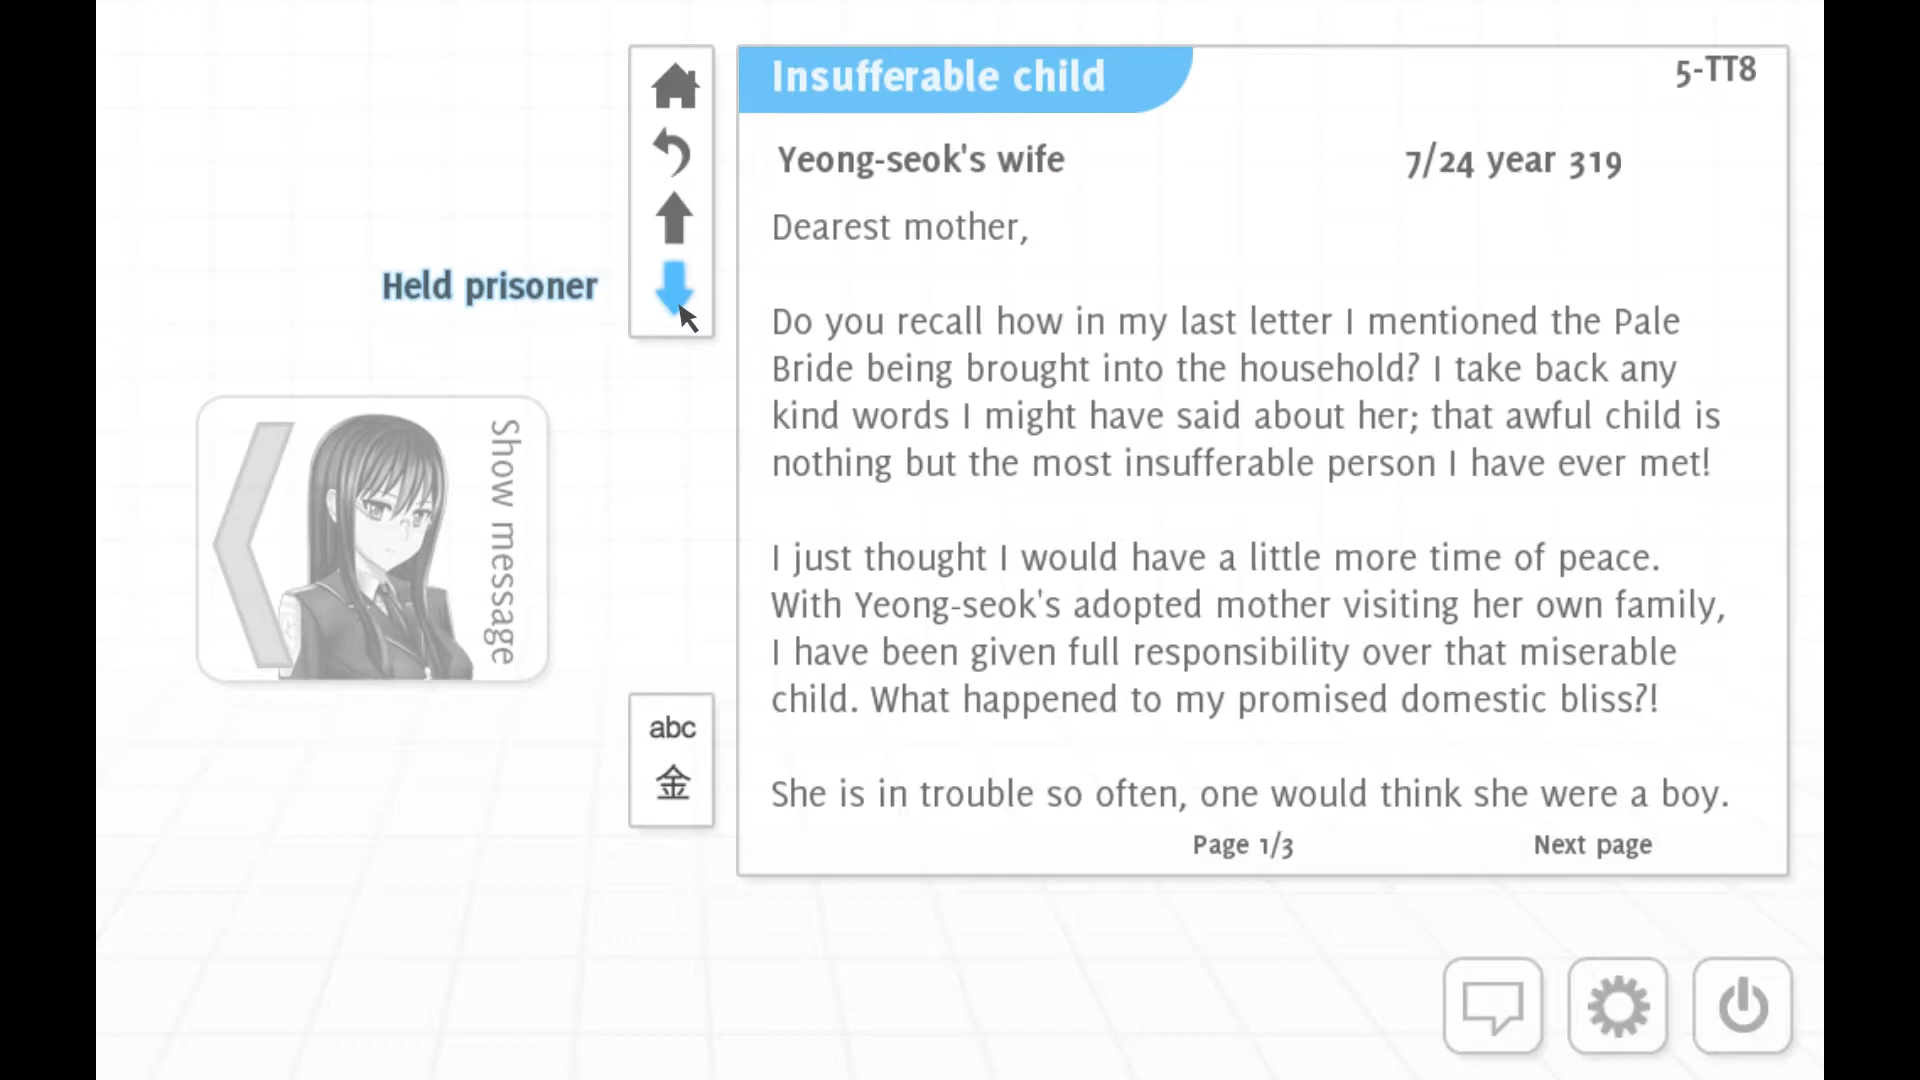 Insufferable child
5-TT8
Yeong-seok's wife
7/24 year 319
Dearest mother,
Do you recall how in my last letter I mentioned the Pale
Bride being brought into the household? I take back any
kind words I might have said about her; that awful child is
nothing but the most insufferable person I have ever met!
I just thought I would have a little more time of peace.
With Yeong-seok's adopted mother visiting her own family,
I have been given full responsibility over that miserable
child. What happened to my promised domestic bliss?!
She is in trouble so often, one would think she were a boy.
Page 1/3
Next page
Held prisoner
Show message
abc
金